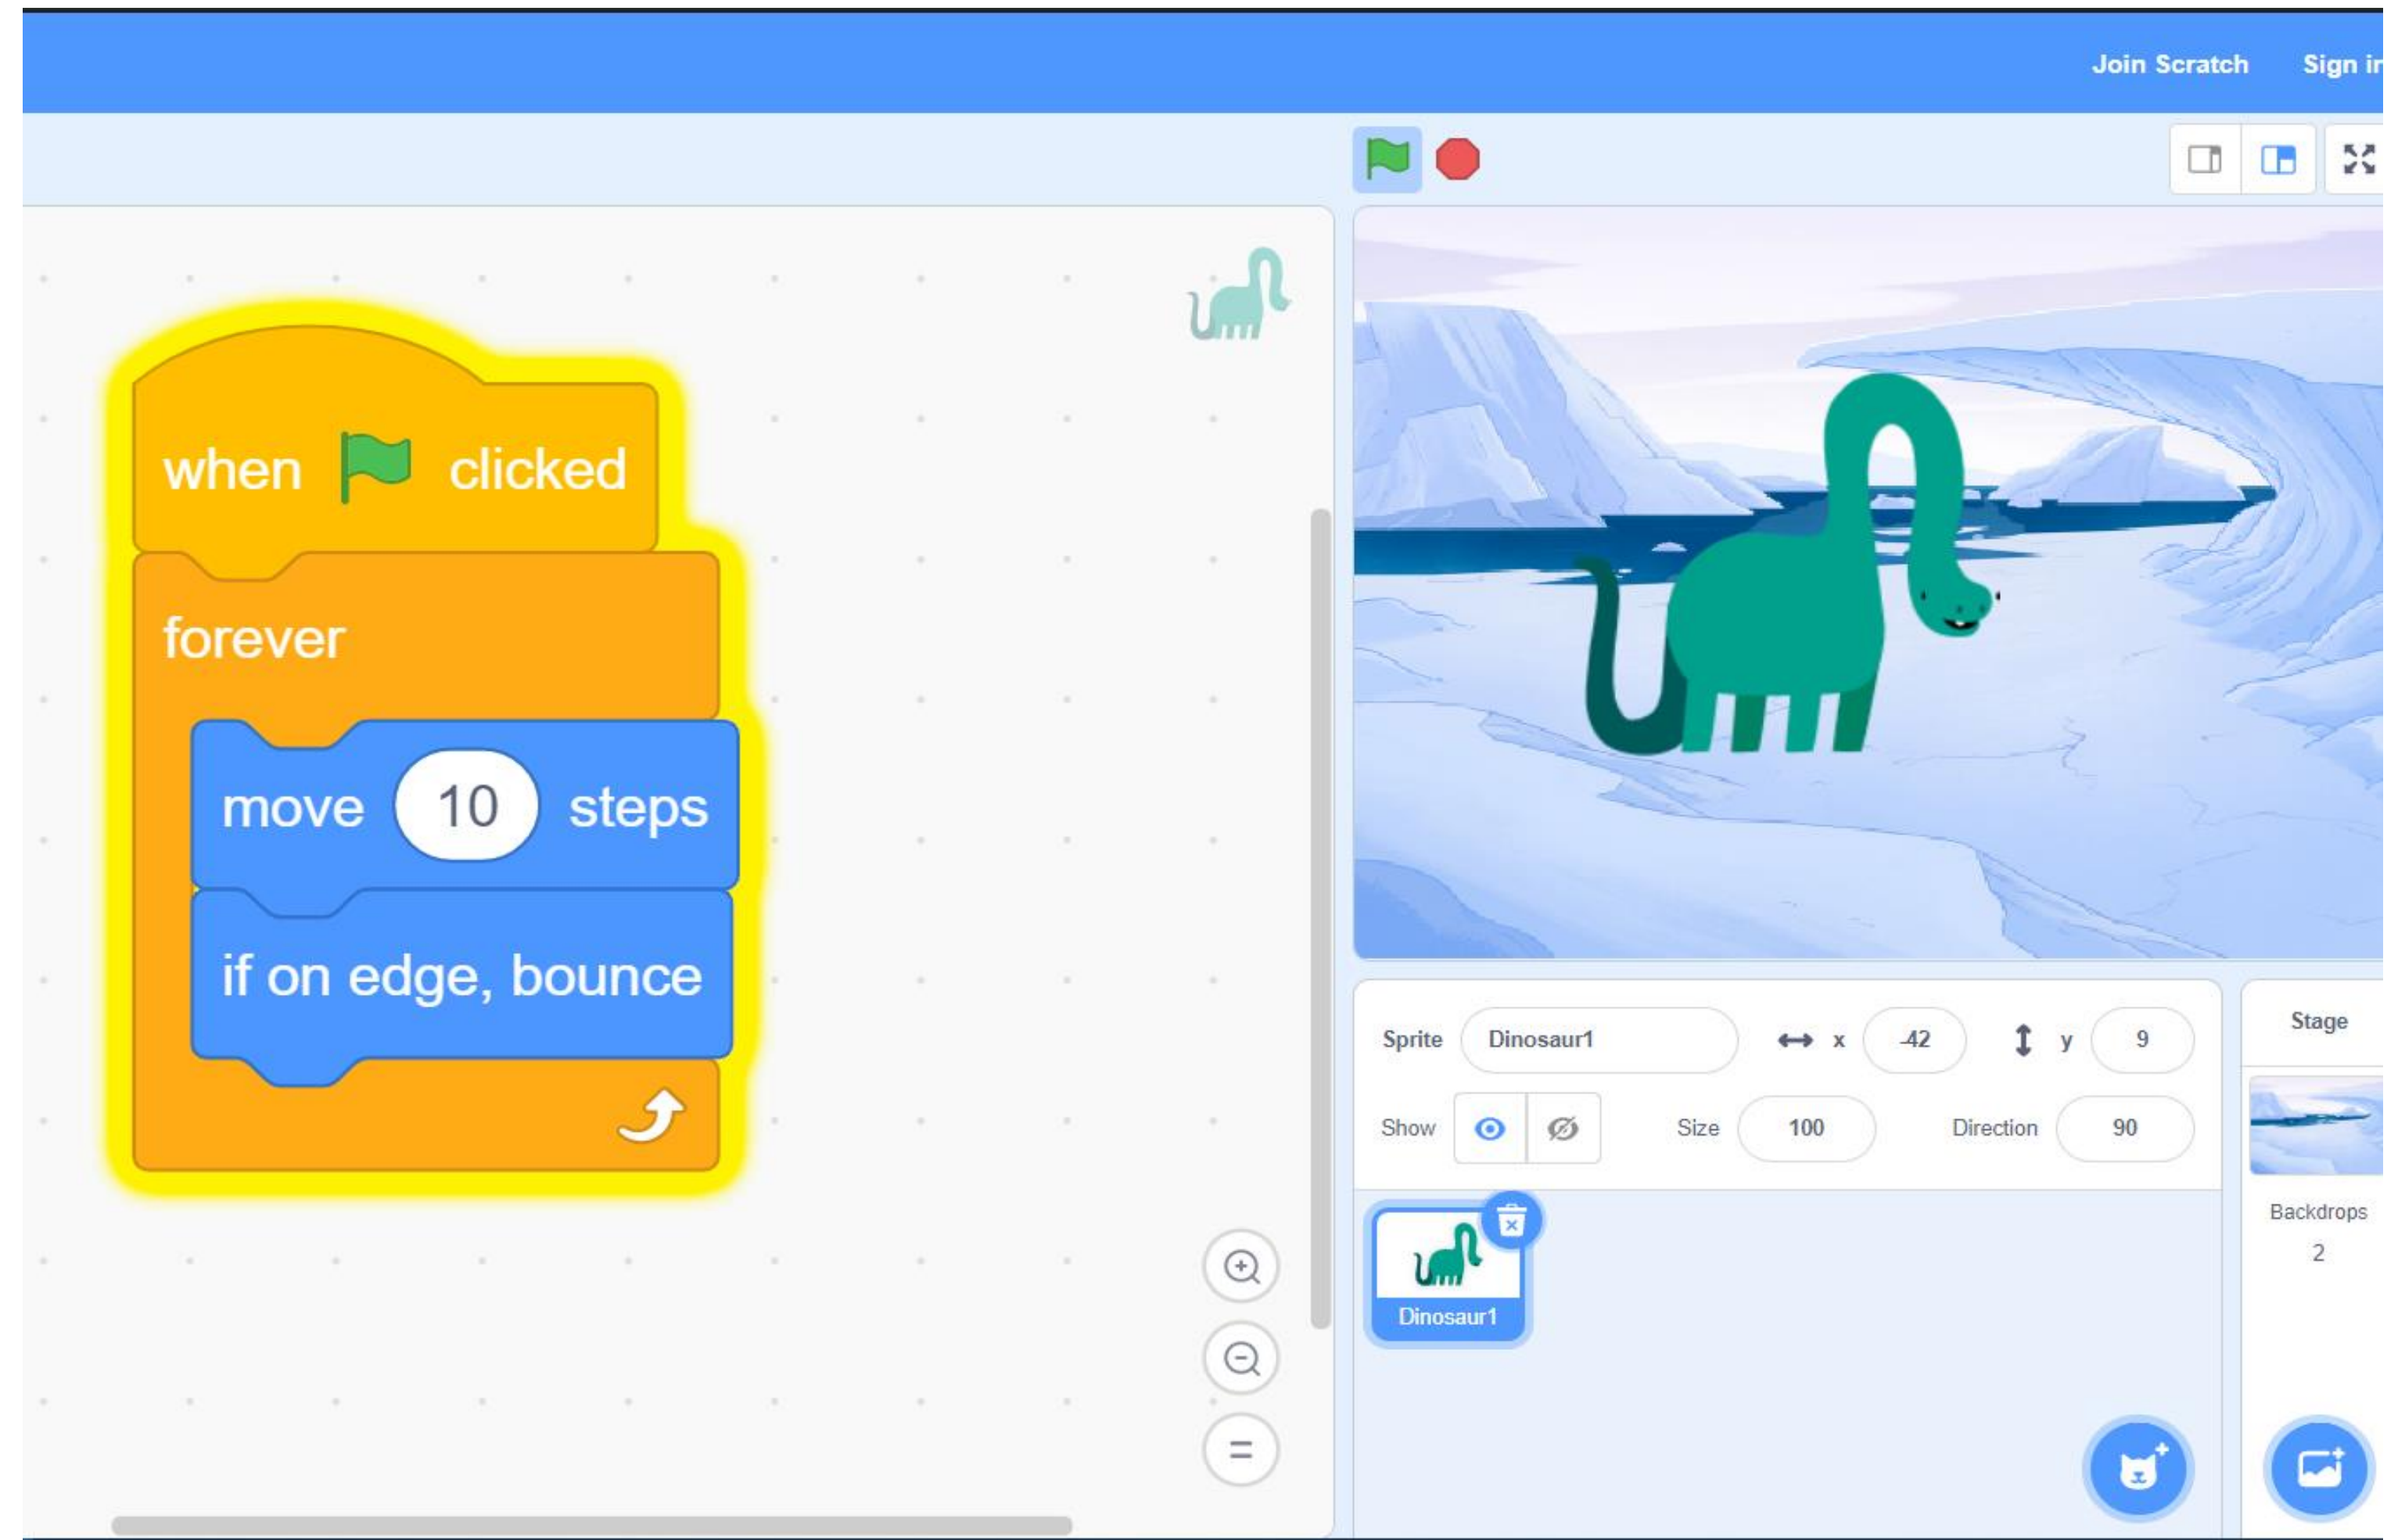 Join Scratch Sign in
when clicked
forever
move 10 steps
if on edge, bounce
Sprite Dinosaur1 x -42 y 9
Show Size 100 Direction 90
Dinosaur1
Stage
Backdrops
2